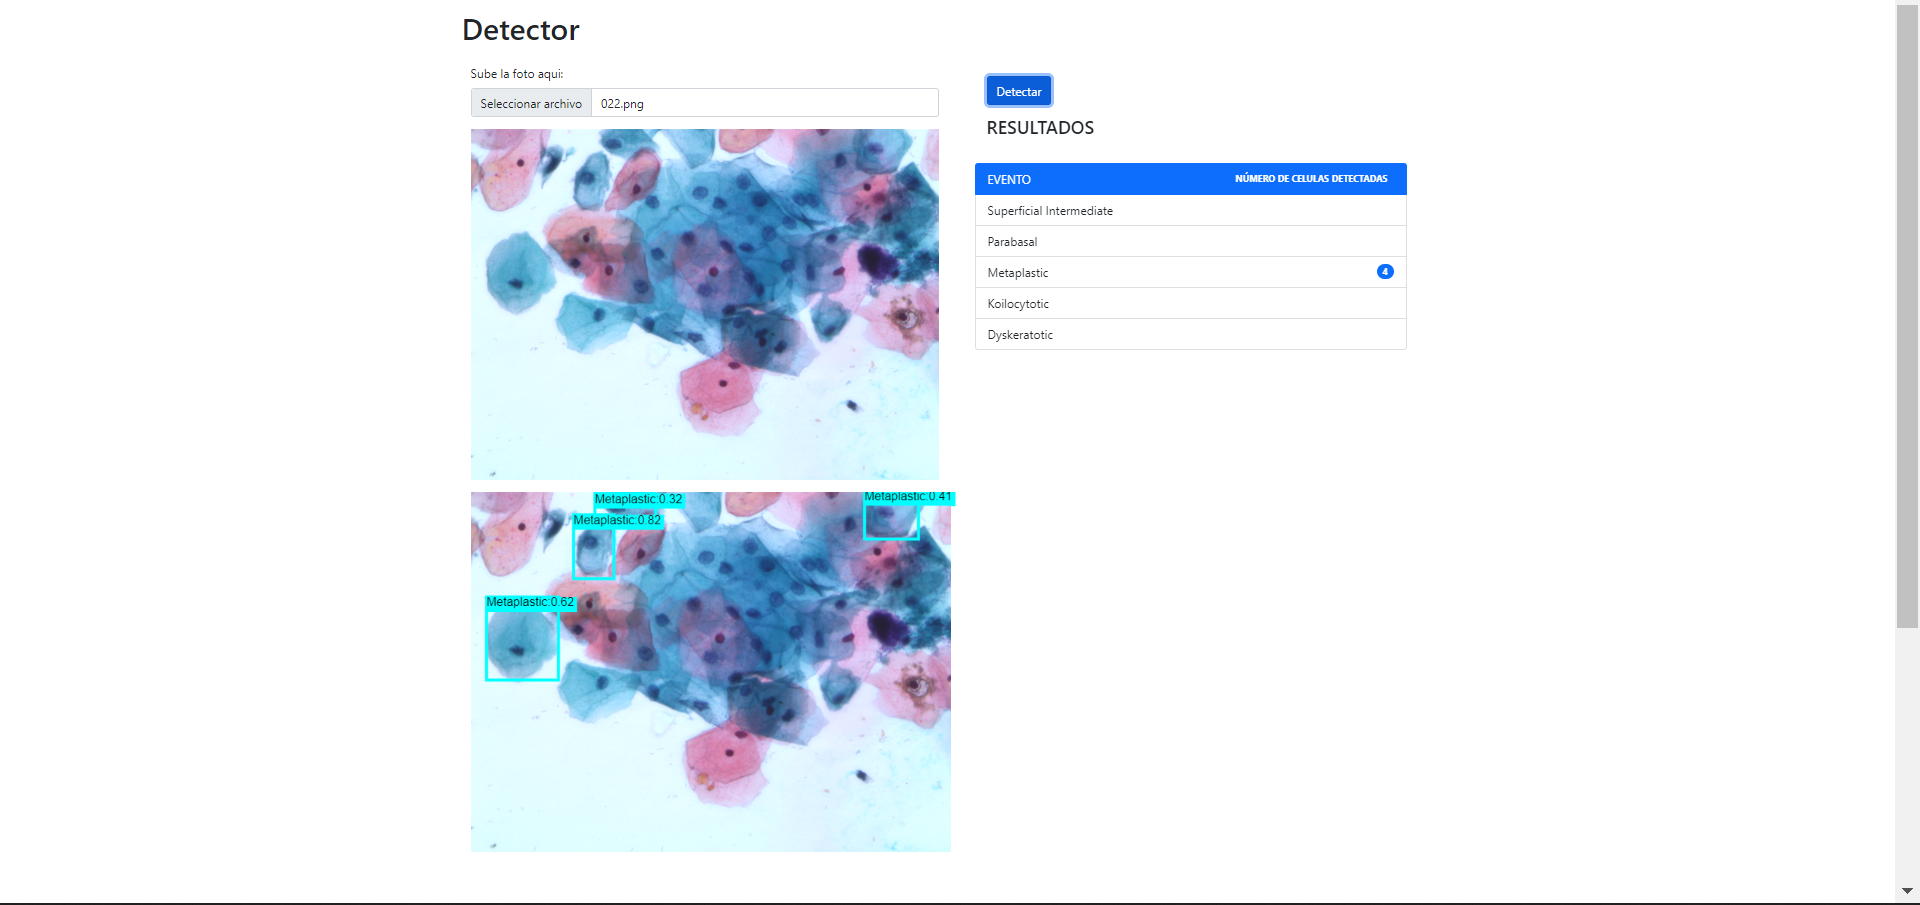 Detector
Sube la foto aqui:
Seleccionar archivo 022.png
Detectar
RESULTADOS
EVENTO NÚMERO DE CELULAS DETECTADAS
Superficial Intermediate
Parabasal
Metaplastic 4
Koilocytotic
Dyskeratotic
Metaplastic:0.32
Metaplastic:0.41
Metaplastic:0.82
Metaplastic:0.62